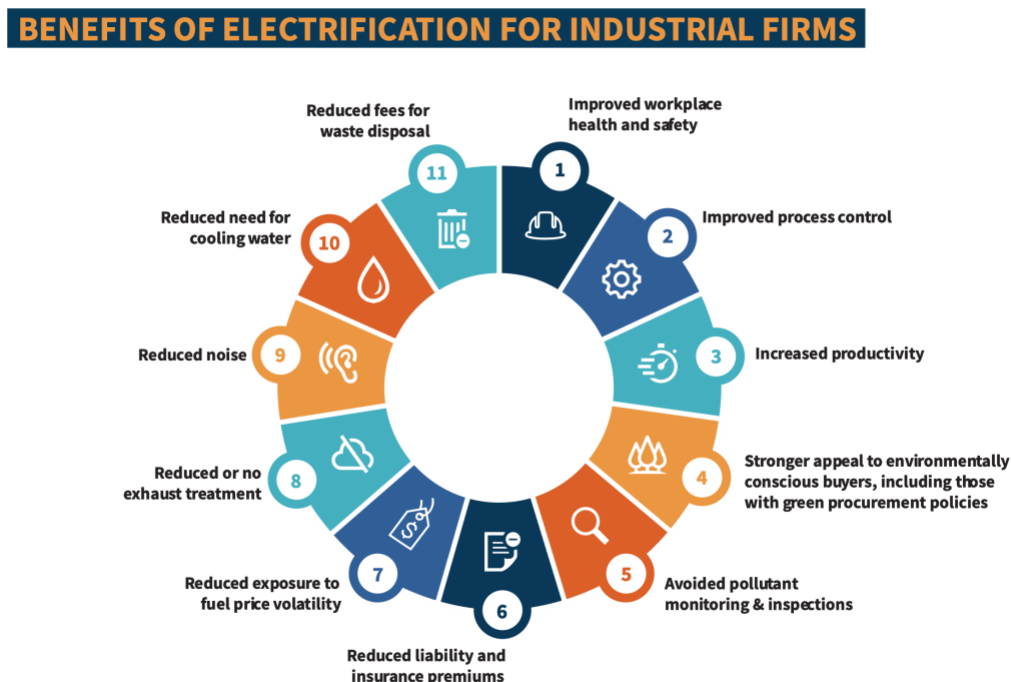 BENEFITS OF ELECTRIFICATION FOR INDUSTRIAL FIRMS
1
Improved workplace
health and safety
2
Improved process control
3
Increased productivity
4
Stronger appeal to environmentally
conscious buyers, including those
with green procurement policies
5
Avoided pollutant
monitoring & inspections
6
Reduced liability and
insurance premiums
7
$
Reduced exposure to
fuel price volatility
8
Reduced or no
exhaust treatment
9
Reduced noise
10
Reduced need for
cooling water
11
Reduced fees for
waste disposal